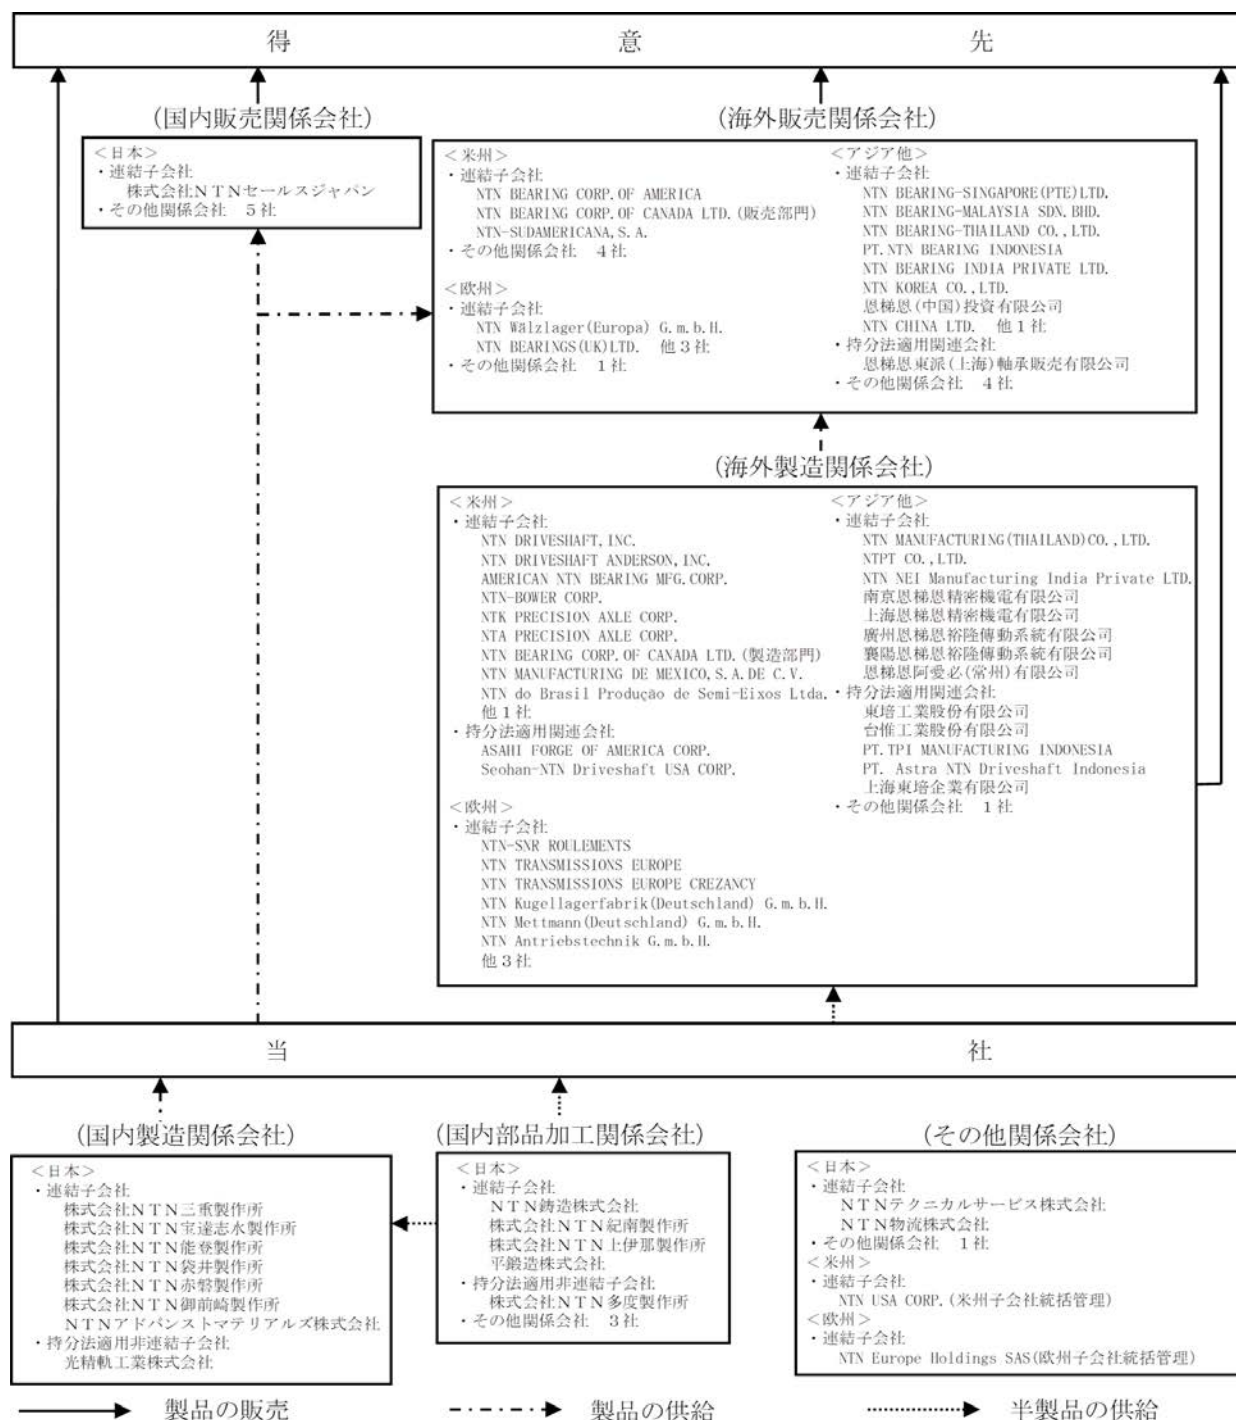 得意先
(国内販売関係会社)
＜日本＞
・連結子会社
株式会社ＮＴＮセールスジャパン
・その他関係会社　５社
(海外販売関係会社)
＜米州＞
・連結子会社
NTN BEARING CORP.OF AMERICA
NTN BEARING CORP.OF CANADA LTD.(販売部門)
NTN-SUDAMERICANA,S.A.
・その他関係会社　４社
＜欧州＞
・連結子会社
NTN Wälzlager(Europa) G.m.b.H.
NTN BEARINGS(UK)LTD.　他３社
・その他関係会社　１社
＜アジア他＞
・連結子会社
NTN BEARING-SINGAPORE(PTE)LTD.
NTN BEARING-MALAYSIA SDN.BHD.
NTN BEARING-THAILAND CO.,LTD.
PT.NTN BEARING INDONESIA
NTN BEARING INDIA PRIVATE LTD.
NTN KOREA CO.,LTD.
恩梯恩(中国)投資有限公司
NTN CHINA LTD.　他１社
・持分法適用関連会社
恩梯恩東派(上海)軸承販売有限公司
・その他関係会社　４社
(海外製造関係会社)
＜米州＞
・連結子会社
NTN DRIVESHAFT,INC.
NTN DRIVESHAFT ANDERSON,INC.
AMERICAN NTN BEARING MFG.CORP.
NTN-BOWER CORP.
NTK PRECISION AXLE CORP.
NTA PRECISION AXLE CORP.
NTN BEARING CORP.OF CANADA LTD.(製造部門)
NTN MANUFACTURING DE MEXICO,S.A.DE C.V.
NTN do Brasil Produção de Semi-Eixos Ltda.
他１社
・持分法適用関連会社
ASAHI FORGE OF AMERICA CORP.
Seohan-NTN Driveshaft USA CORP.
＜欧州＞
・連結子会社
NTN-SNR ROULEMENTS
NTN TRANSMISSIONS EUROPE
NTN TRANSMISSIONS EUROPE CREZANCY
NTN Kugellagerfabrik(Deutschland) G.m.b.H.
NTN Mettmann(Deutschland) G.m.b.H.
NTN Antriebstechnik G.m.b.H.
他３社
＜アジア他＞
・連結子会社
NTN MANUFACTURING(THAILAND)CO.,LTD.
NTPT CO.,LTD.
NTN NEI Manufacturing India Private LTD.
南京恩梯恩精密機電有限公司
上海恩梯恩精密機電有限公司
廣州恩梯恩裕隆傳動系統有限公司
襄陽恩梯恩裕隆傳動系統有限公司
恩梯恩阿愛必(常州)有限公司
・持分法適用関連会社
東培工業股份有限公司
台惟工業股份有限公司
PT.TPI MANUFACTURING INDONESIA
PT. Astra NTN Driveshaft Indonesia
上海東培企業有限公司
・その他関係会社　１社
当社
(国内製造関係会社)
＜日本＞
・連結子会社
株式会社ＮＴＮ三重製作所
株式会社ＮＴＮ宝達志水製作所
株式会社ＮＴＮ能登製作所
株式会社ＮＴＮ袋井製作所
株式会社ＮＴＮ赤磐製作所
株式会社ＮＴＮ御前崎製作所
ＮＴＮアドバンストマテリアルズ株式会社
・持分法適用非連結子会社
光精軌工業株式会社
(国内部品加工関係会社)
＜日本＞
・連結子会社
ＮＴＮ鋳造株式会社
株式会社ＮＴＮ紀南製作所
株式会社ＮＴＮ上伊那製作所
平鍛造株式会社
・持分法適用非連結子会社
株式会社ＮＴＮ多度製作所
・その他関係会社　３社
(その他関係会社)
＜日本＞
・連結子会社
ＮＴＮテクニカルサービス株式会社
ＮＴＮ物流株式会社
・その他関係会社　１社
＜米州＞
・連結子会社
NTN USA CORP.(米州子会社統括管理)
＜欧州＞
・連結子会社
NTN Europe Holdings SAS(欧州子会社統括管理)
製品の販売
製品の供給
半製品の供給